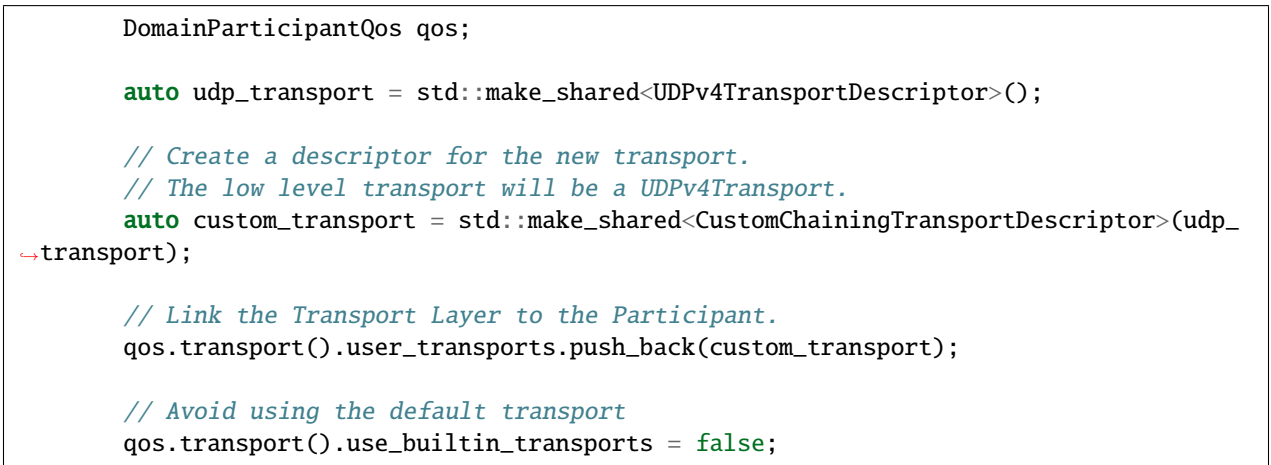 DomainParticipantQos qos;
auto udp_transport = std::make_shared<UDPv4TransportDescriptor>();
// Create a descriptor for the new transport.
// The low level transport will be a UDPv4Transport.
auto custom_transport = std::make_shared<CustomChainingTransportDescriptor>(udp_
↪transport);
// Link the Transport Layer to the Participant.
qos.transport().user_transports.push_back(custom_transport);
// Avoid using the default transport
qos.transport().use_builtin_transports = false;